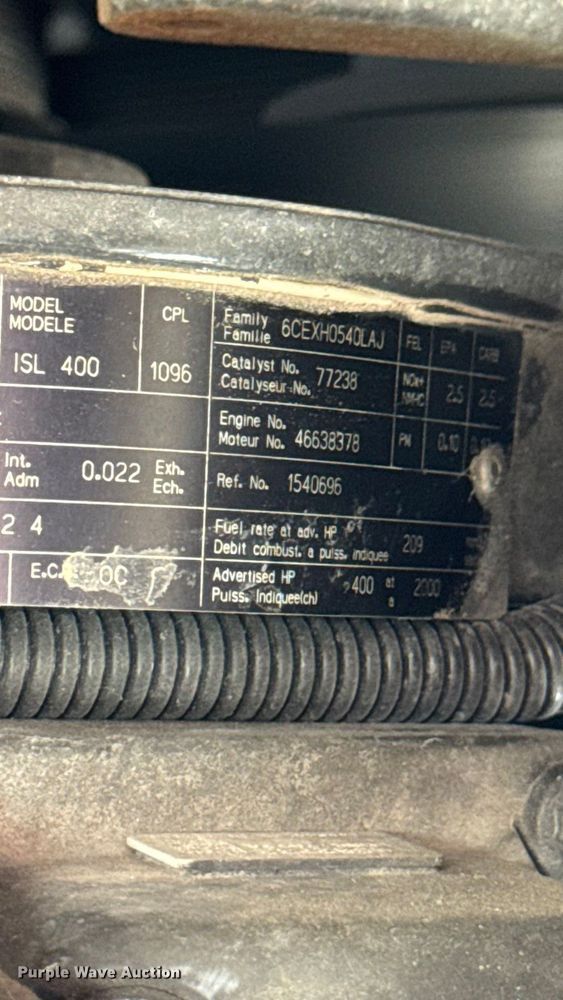 MODEL
MODELE
ISL 400
CPL
1096
Family
Famille 6CEXH0540LAJ
FEL EPA CARB
Catalyst No.
Catalyseur No. 77238
NOx+
NMHC
2.5 2.5
Engine No.
Moteur No. 46638378
PM 0.10
Int.
Adm 0.022 Exh.
Ech.
Ref. No. 1540696
2 4
Fuel rate at adv. HP
Debit combust. a puiss. indiquee 209
E.C. OC
Advertised HP
Puiss. Indiquee(ch) 400 at
a 2000
Purple Wave Auction